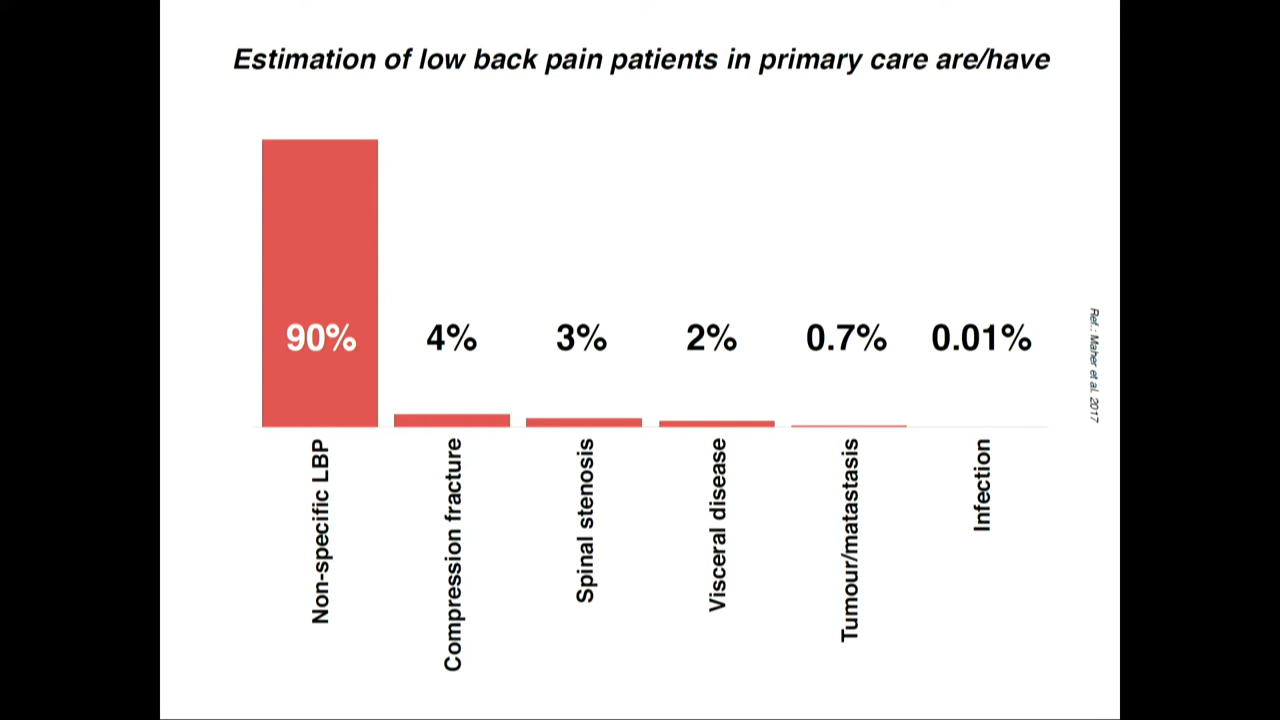 Estimation of low back pain patients in primary care are/have
90%
4%
3%
2%
0.7%
0.01%
Non-specific LBP
Compression fracture
Spinal stenosis
Visceral disease
Tumour/matastasis
Infection
Ref.: Maher et al. 2017